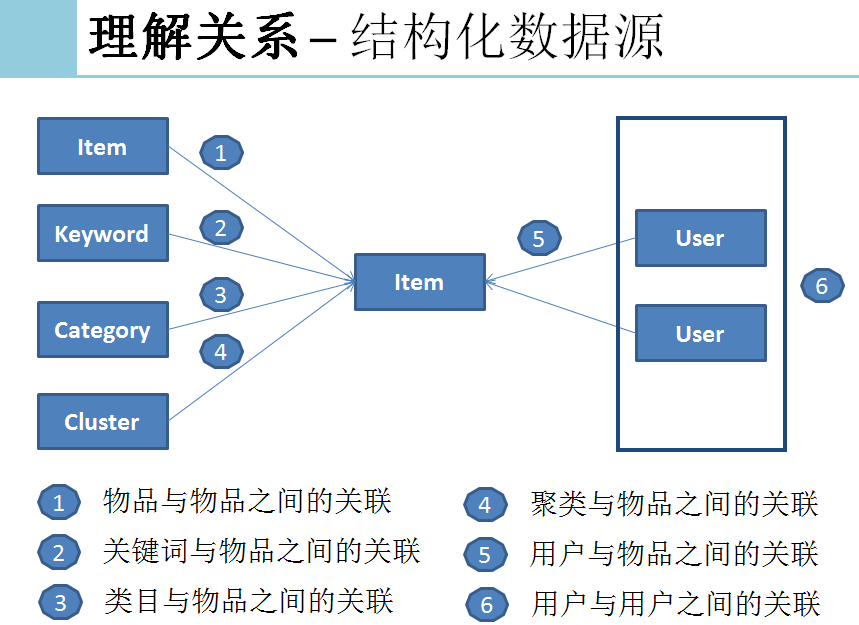 理解关系 – 结构化数据源
Item
1
Keyword
2
Category
3
Cluster
4
Item
5
User
User
6
1 物品与物品之间的关联
2 关键词与物品之间的关联
3 类目与物品之间的关联
4 聚类与物品之间的关联
5 用户与物品之间的关联
6 用户与用户之间的关联